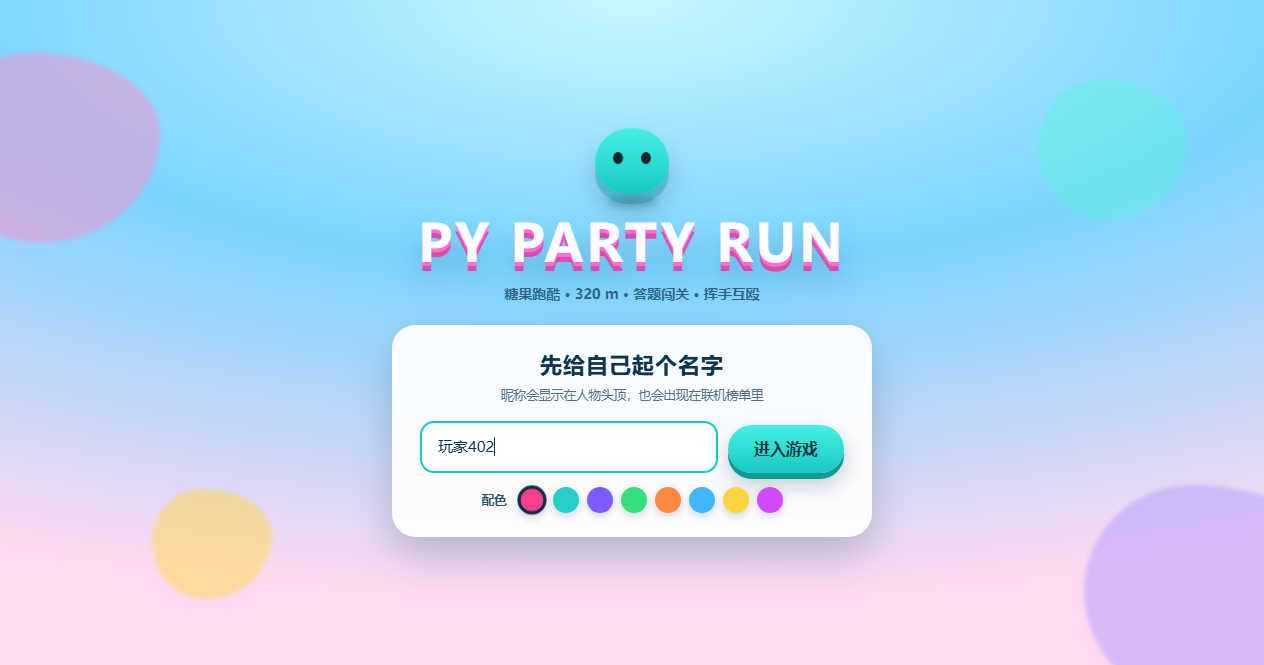 PY PARTY RUN
糖果跑酷 • 320 m • 答题闯关 • 挥手互殴
先给自己起个名字
昵称会显示在人物头顶，也会出现在联机榜单里
玩家402
进入游戏
配色